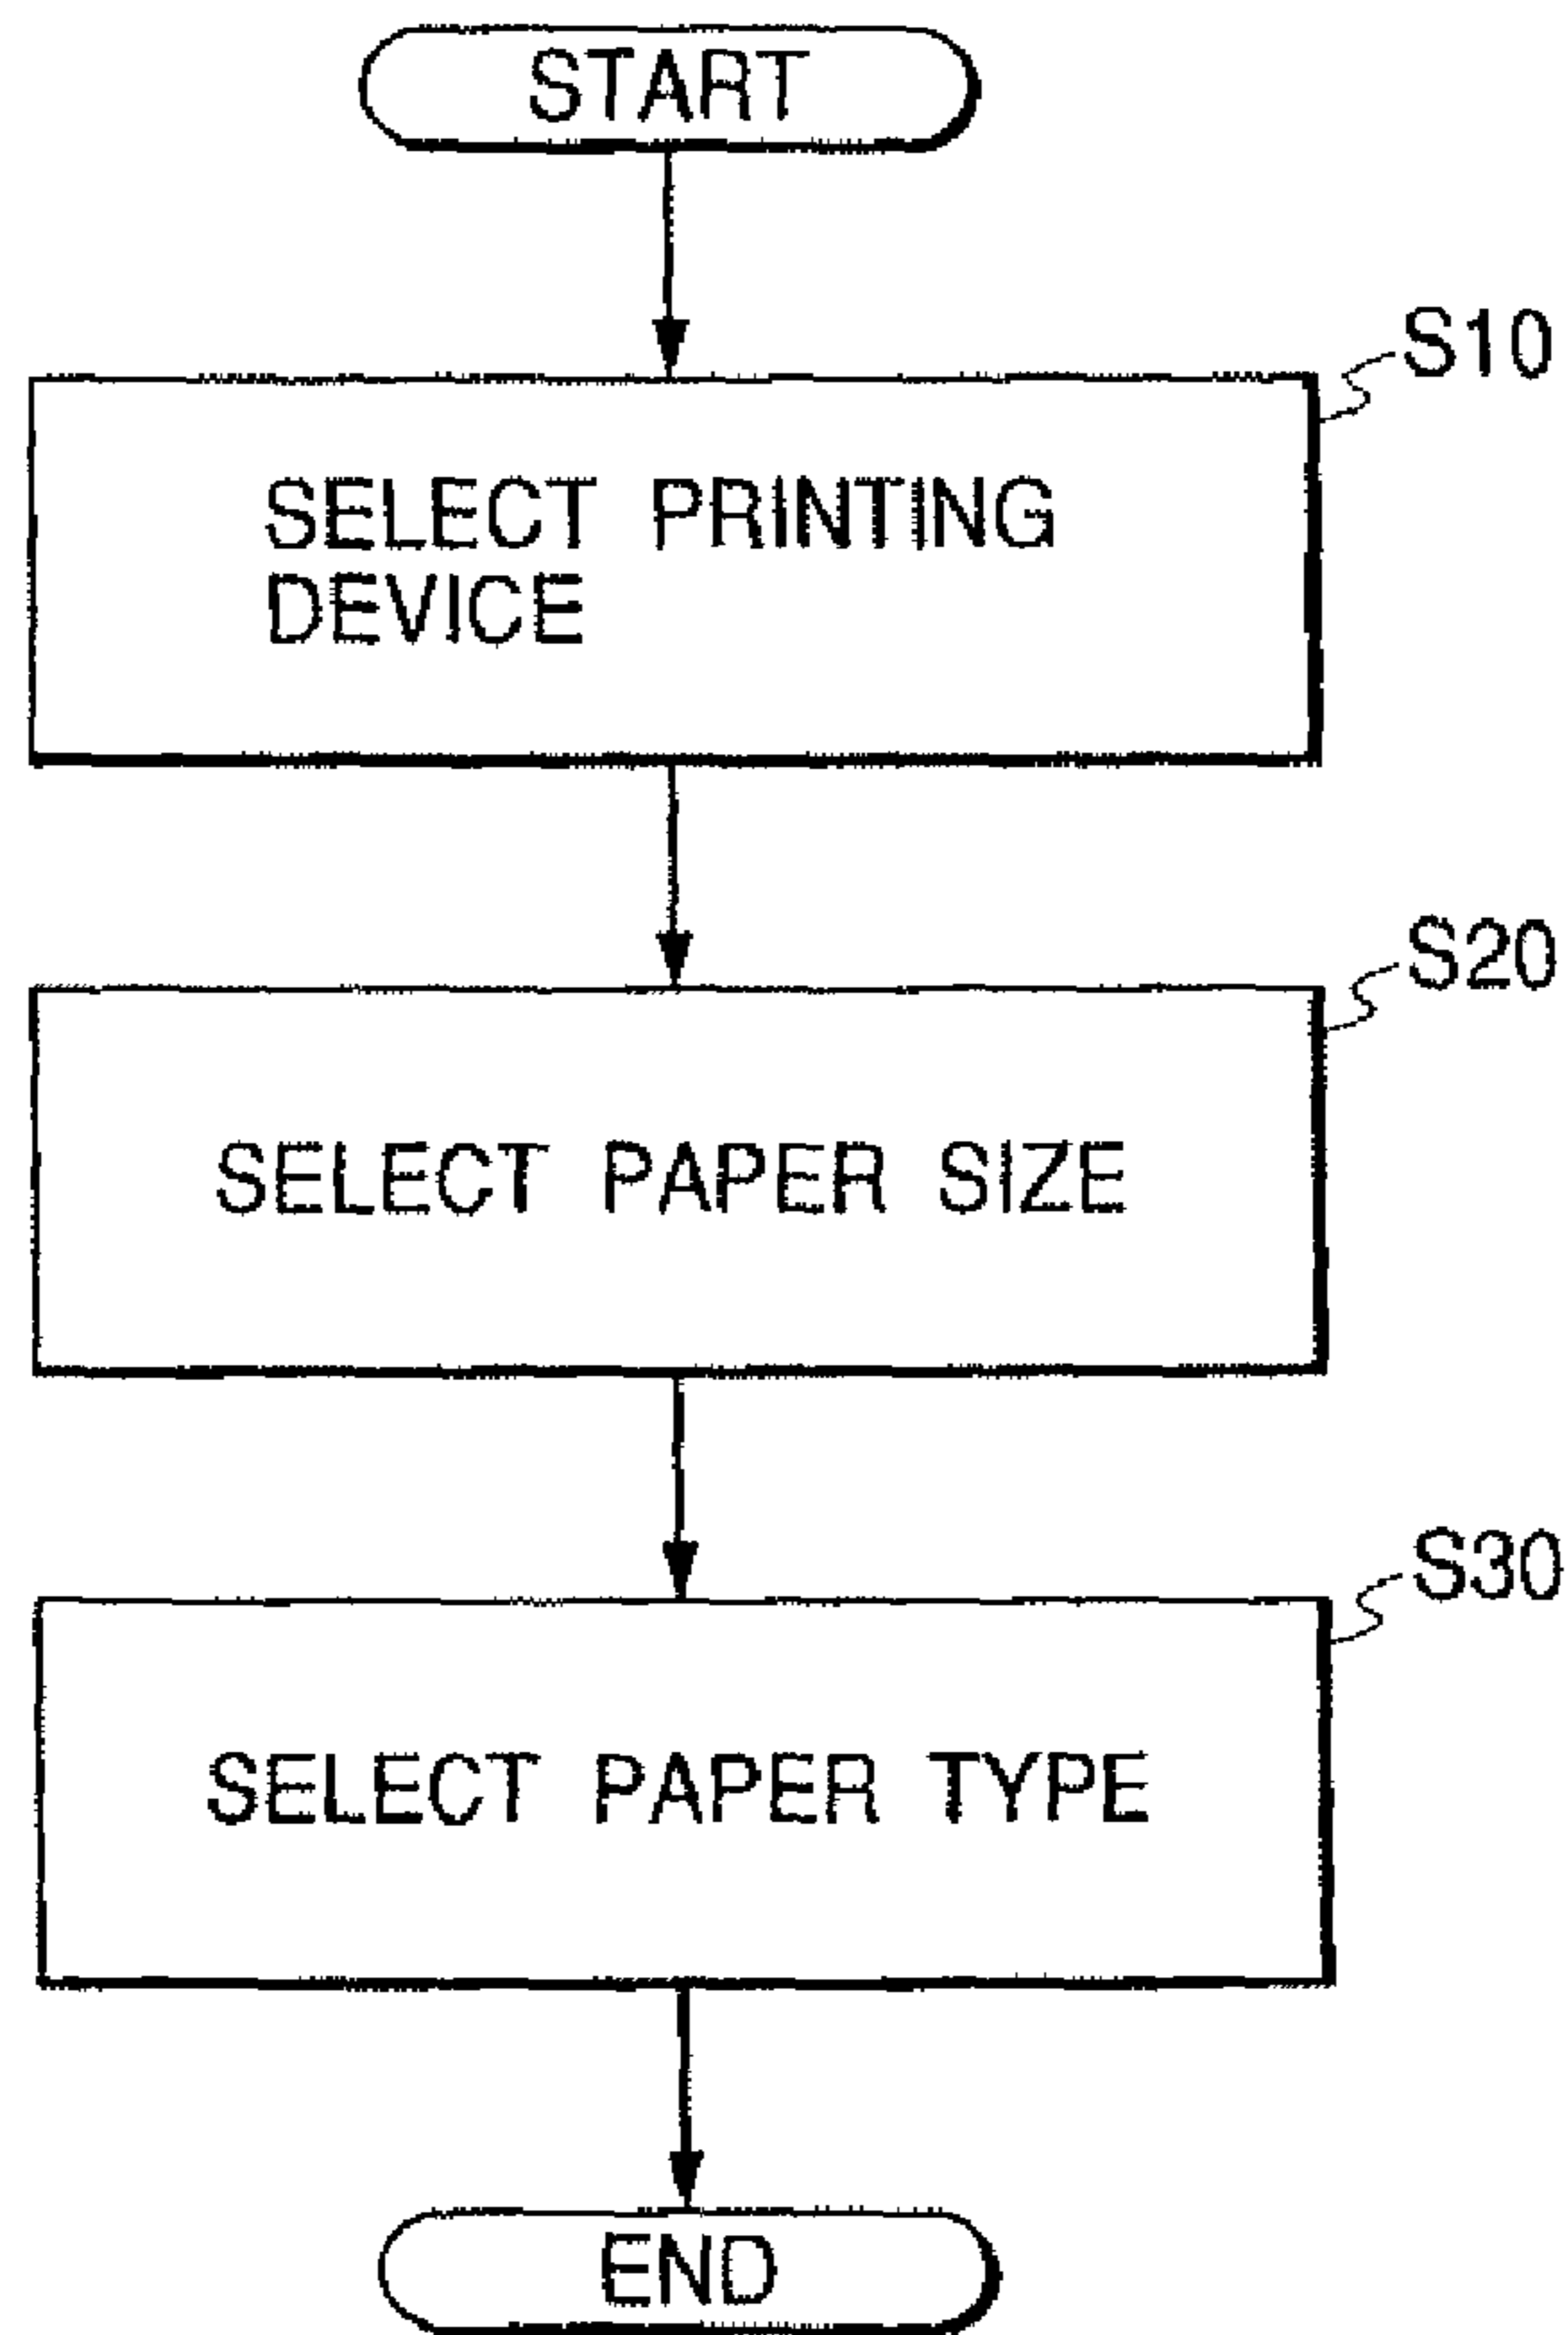 START
S10
SELECT PRINTING
DEVICE
S20
SELECT PAPER SIZE
S30
SELECT PAPER TYPE
END